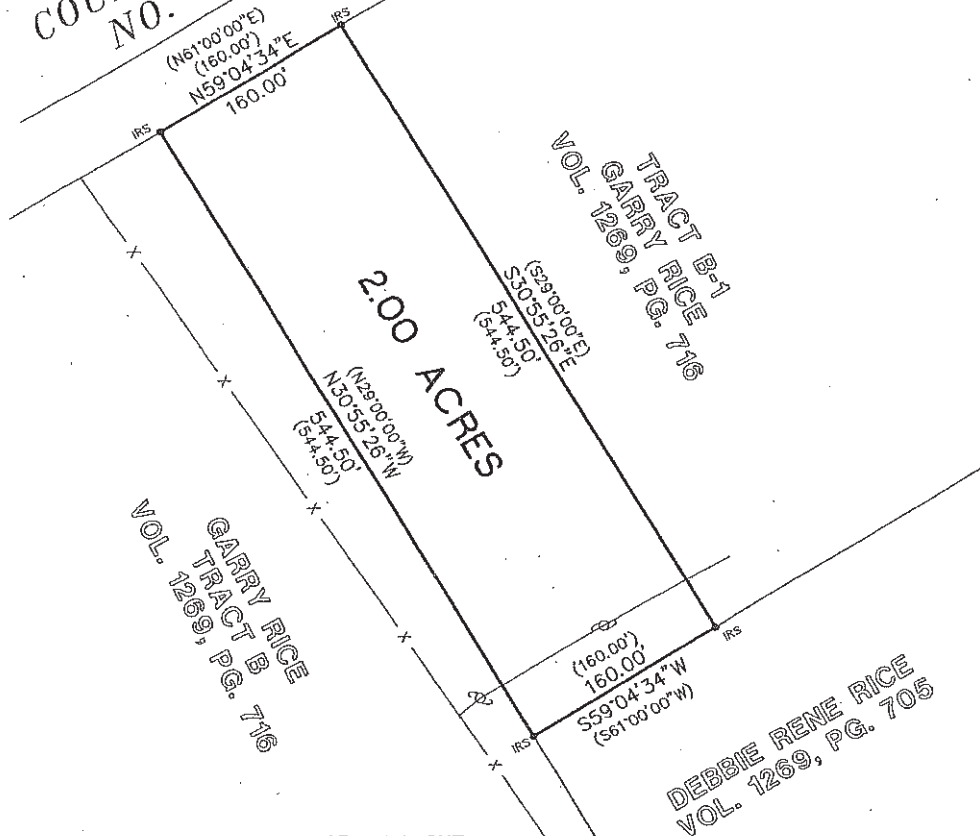 NO.
(N61°00'00"E)
(160.00')
N59°04'34"E
160.00'
IRS
IRS
TRACT B-1
GARRY RICE
VOL. 1269, PG. 716
(S29°00'00"E)
S30°55'26"E
544.50'
(544.50')
2.00 ACRES
(N29°00'00"W)
N30°55'26"W
544.50'
(544.50')
GARRY RICE
TRACT B
VOL. 1269, PG. 716
(160.00')
160.00'
S59°04'34"W
(S61°00'00"W)
IRS
IRS
DEBBIE RENE RICE
VOL. 1269, PG. 705